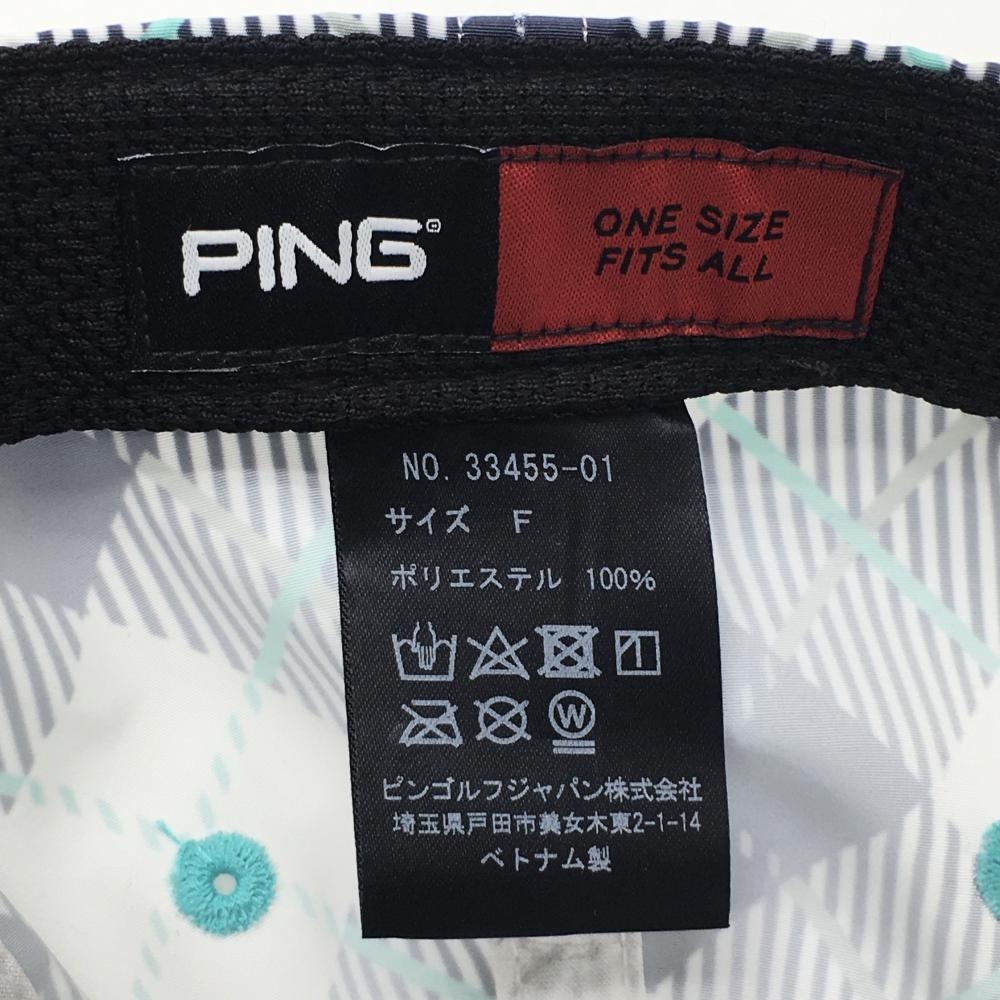 PING
ONE SIZE
FITS ALL
NO. 33455-01
サイズ F
ポリエステル 100%
W
ピンゴルフジャパン株式会社
埼玉県戸田市美女木東2-1-14
ベトナム製